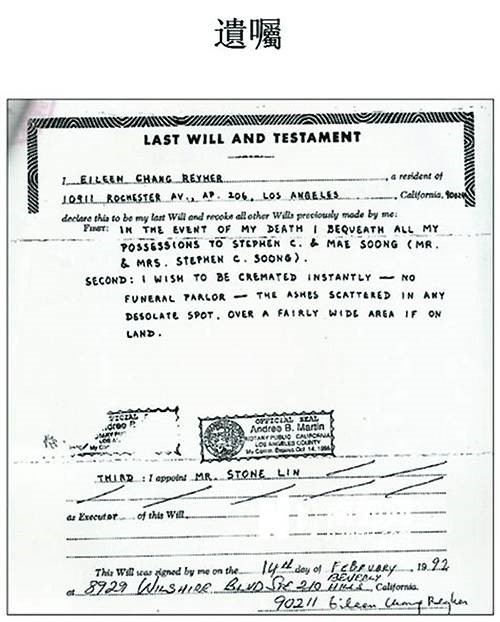 遺囑
LAST WILL AND TESTAMENT
I EILEEN CHANG REYHER, a resident of
10911 ROCHESTER AV., AP. 206, LOS ANGELES, California, 90024
declare this to be my last Will and revoke all other Wills previously made by me:
FIRST: IN THE EVENT OF MY DEATH I BEQUEATH ALL MY
POSSESSIONS TO STEPHEN C. & MAE SOONG (MR.
& MRS. STEPHEN C. SOONG).
SECOND: I WISH TO BE CREMATED INSTANTLY — NO
FUNERAL PARLOR — THE ASHES SCATTERED IN ANY
DESOLATE SPOT, OVER A FAIRLY WIDE AREA IF ON
LAND.
OFFICIAL SEAL
Andrea B. Martin
NOTARY PUBLIC CALIFORNIA
LOS ANGELES COUNTY
My Comm. Expires Oct 14,
THIRD: I appoint MR. STONE LIN
as Executor of this Will.
This Will was signed by me on the 14th day of FEBRUARY, 1992
at 8929 WILSHIRE BLVD STE 210 BEVERLY HILLS, California.
90211 Eileen Chang Reyher